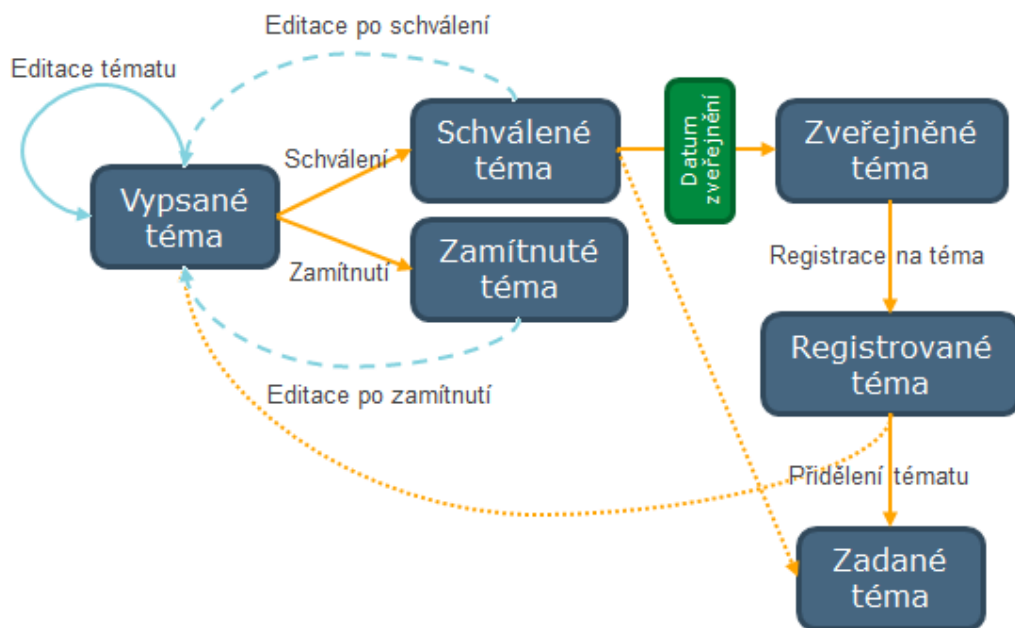 Editace po schválení
Editace tématu
Schválené
téma
Datum
zveřejnění
Zveřejněné
téma
Schválení
Vypsané
téma
Zamítnuté
téma
Zamítnutí
Registrace na téma
Registrované
téma
Editace po zamítnutí
Přidělení tématu
Zadané
téma